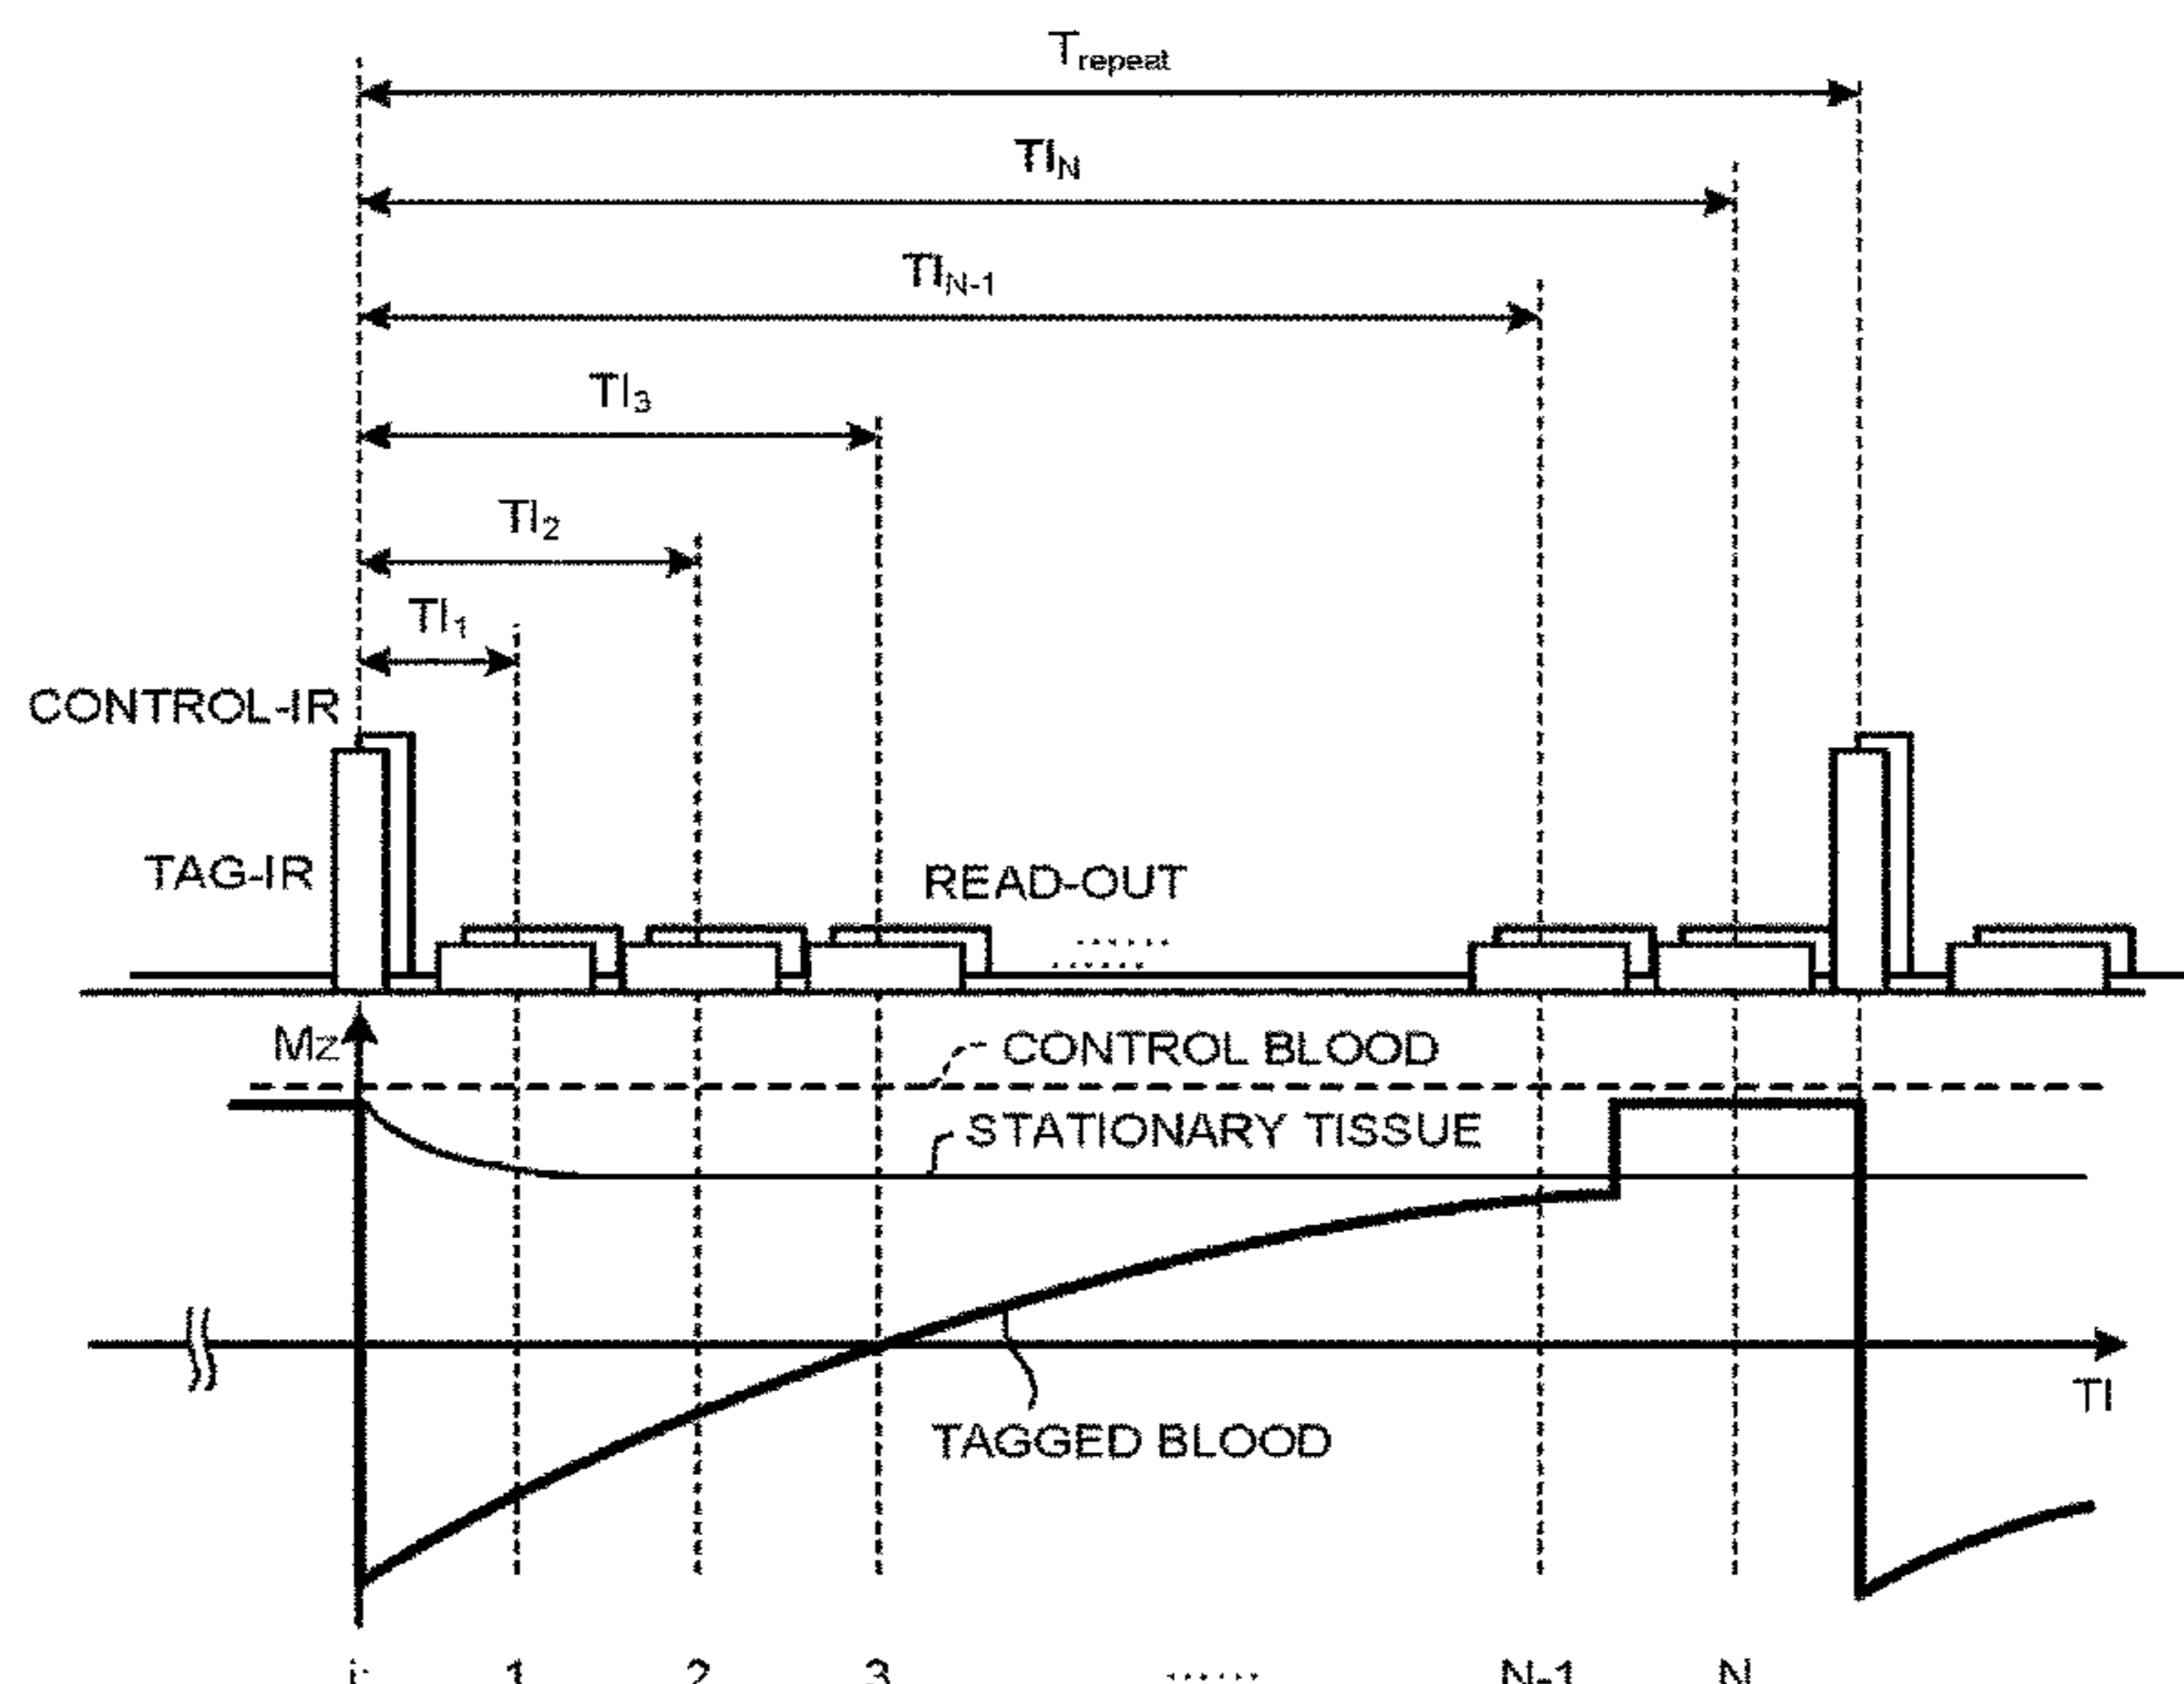 T_repeat
TI_N
TI_N-1
TI_3
TI_2
TI_1
CONTROL-IR
TAG-IR
READ-OUT
......
......
Mz
CONTROL BLOOD
STATIONARY TISSUE
TI
TAGGED BLOOD
1 2 3 ...... N-1 N